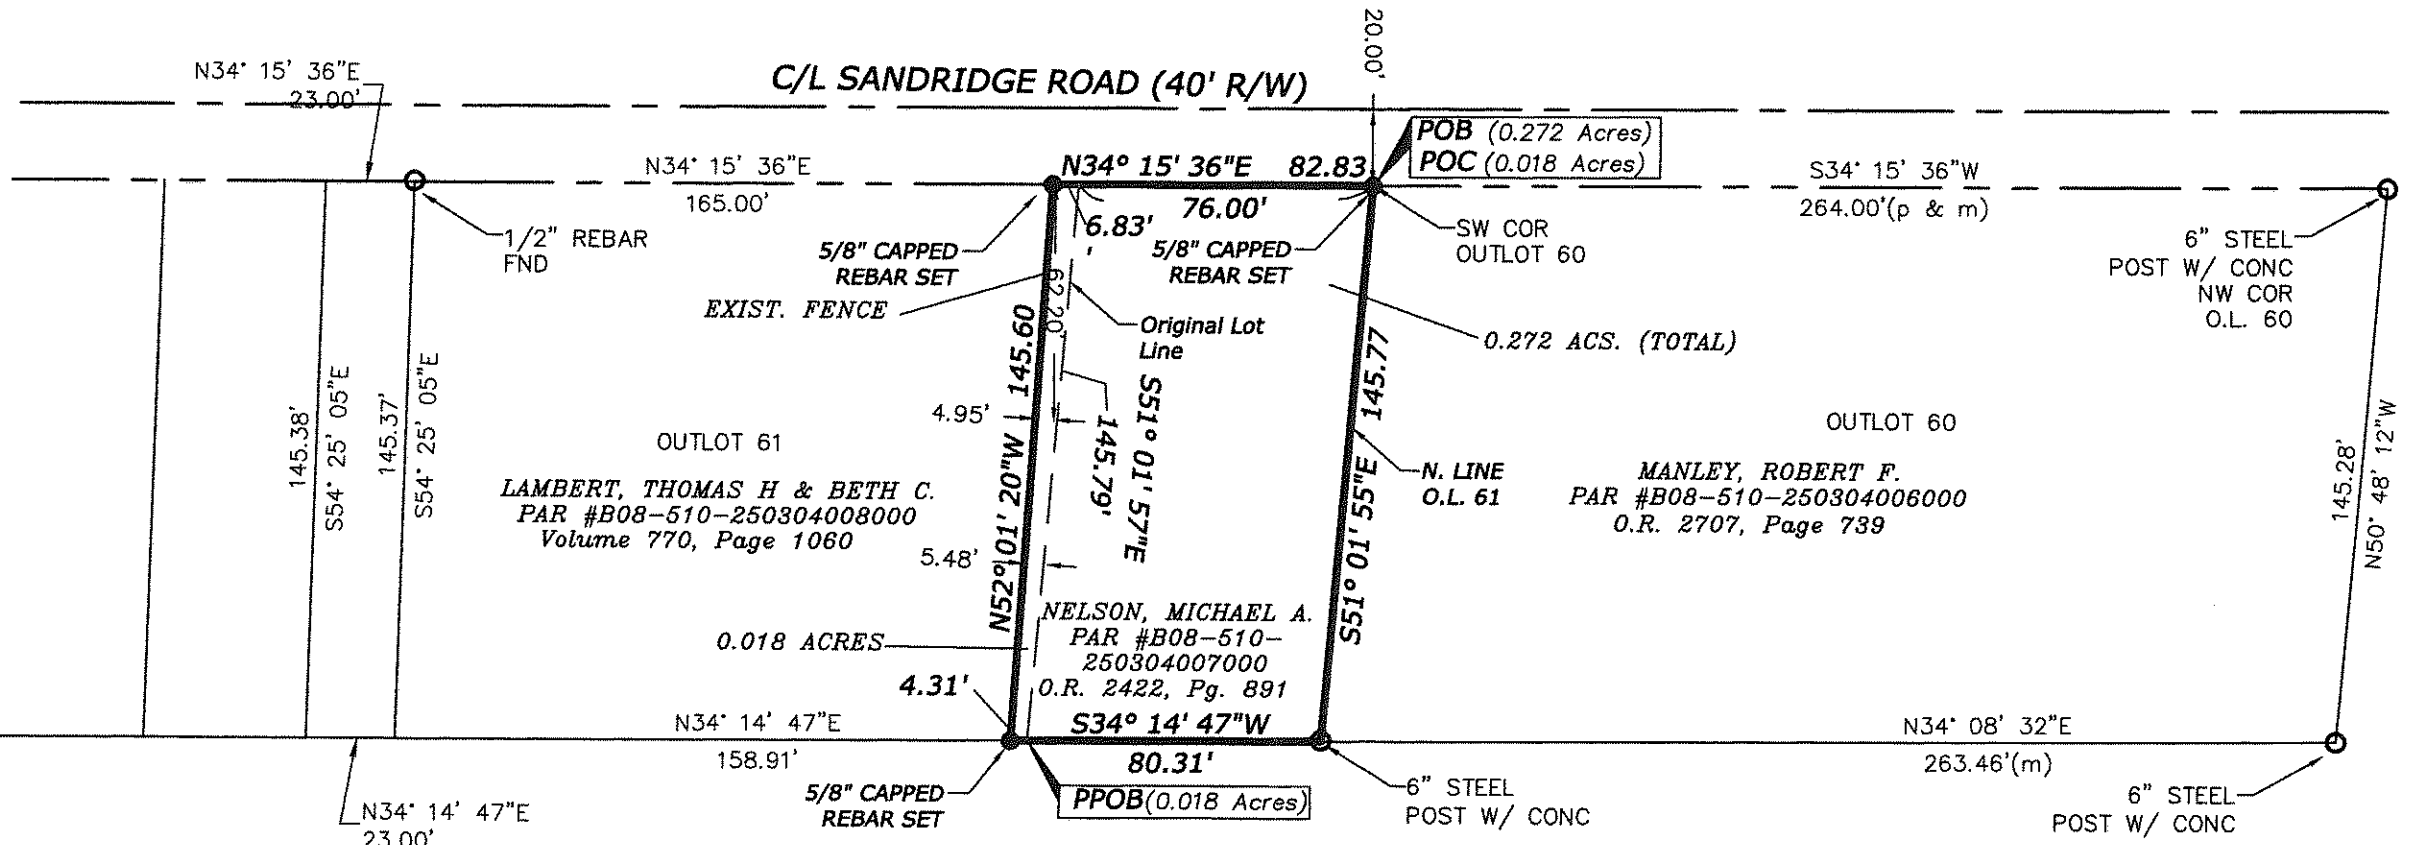 20.00'
N34° 15' 36"E
23.00'
C/L SANDRIDGE ROAD (40' R/W)
POB (0.272 Acres)
POC (0.018 Acres)
N34° 15' 36"E
165.00'
N34° 15' 36"E 82.83
76.00'
6.83'
'
S34° 15' 36"W
264.00'(p & m)
1/2" REBAR
FND
5/8" CAPPED
REBAR SET
5/8" CAPPED
REBAR SET
SW COR
OUTLOT 60
6" STEEL
POST W/ CONC
NW COR
O.L. 60
EXIST. FENCE
62.20'
Original Lot
Line
0.272 ACS. (TOTAL)
145.38'
S54° 25' 05"E
145.37'
S54° 25' 05"E
N52° 01' 20"W 145.60
4.95'
145.79'
S51° 01' 57"E
S51° 01' 55"E 145.77
OUTLOT 61
LAMBERT, THOMAS H & BETH C.
PAR #B08-510-250304008000
Volume 770, Page 1060
5.48'
N. LINE
O.L. 61
OUTLOT 60
MANLEY, ROBERT F.
PAR #B08-510-250304006000
O.R. 2707, Page 739
145.28'
N50° 48' 12"W
NELSON, MICHAEL A.
PAR #B08-510-
250304007000
O.R. 2422, Pg. 891
0.018 ACRES
4.31'
N34° 14' 47"E
158.91'
S34° 14' 47"W
80.31'
N34° 08' 32"E
263.46'(m)
5/8" CAPPED
REBAR SET
PPOB(0.018 Acres)
6" STEEL
POST W/ CONC
6" STEEL
POST W/ CONC
N34° 14' 47"E
23.00'